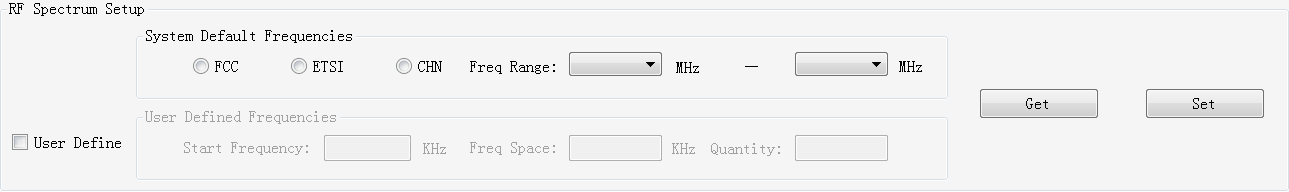 RF Spectrum Setup
System Default Frequencies
FCC ETSI CHN Freq Range: MHz — MHz
Get Set
User Defined Frequencies
User Define Start Frequency: KHz Freq Space: KHz Quantity: